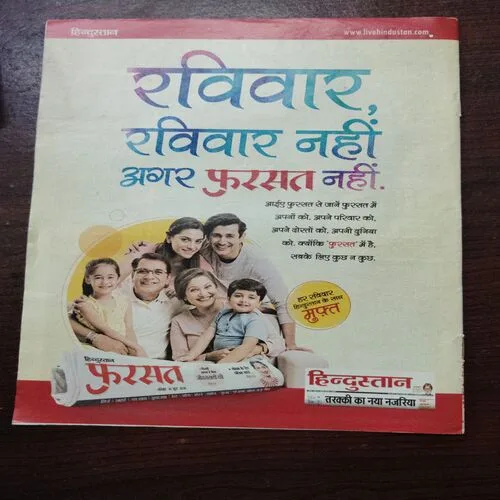 हिन्दुस्तान
www.livehindustan.com
रविवार,
रविवार नहीं
अगर फुरसत नहीं.
आईए फुरसत से जानें फुरसत में
अपनों को, अपने परिवार को,
अपने दोस्तों को, अपनी दुनिया
को, क्योंकि 'फुरसत' में है,
सबके लिए कुछ न कुछ.
हर रविवार
हिन्दुस्तान के साथ
मुफ़्त
हिन्दुस्तान
फुरसत
हिन्दुस्तान
तरक्की का नया नजरिया